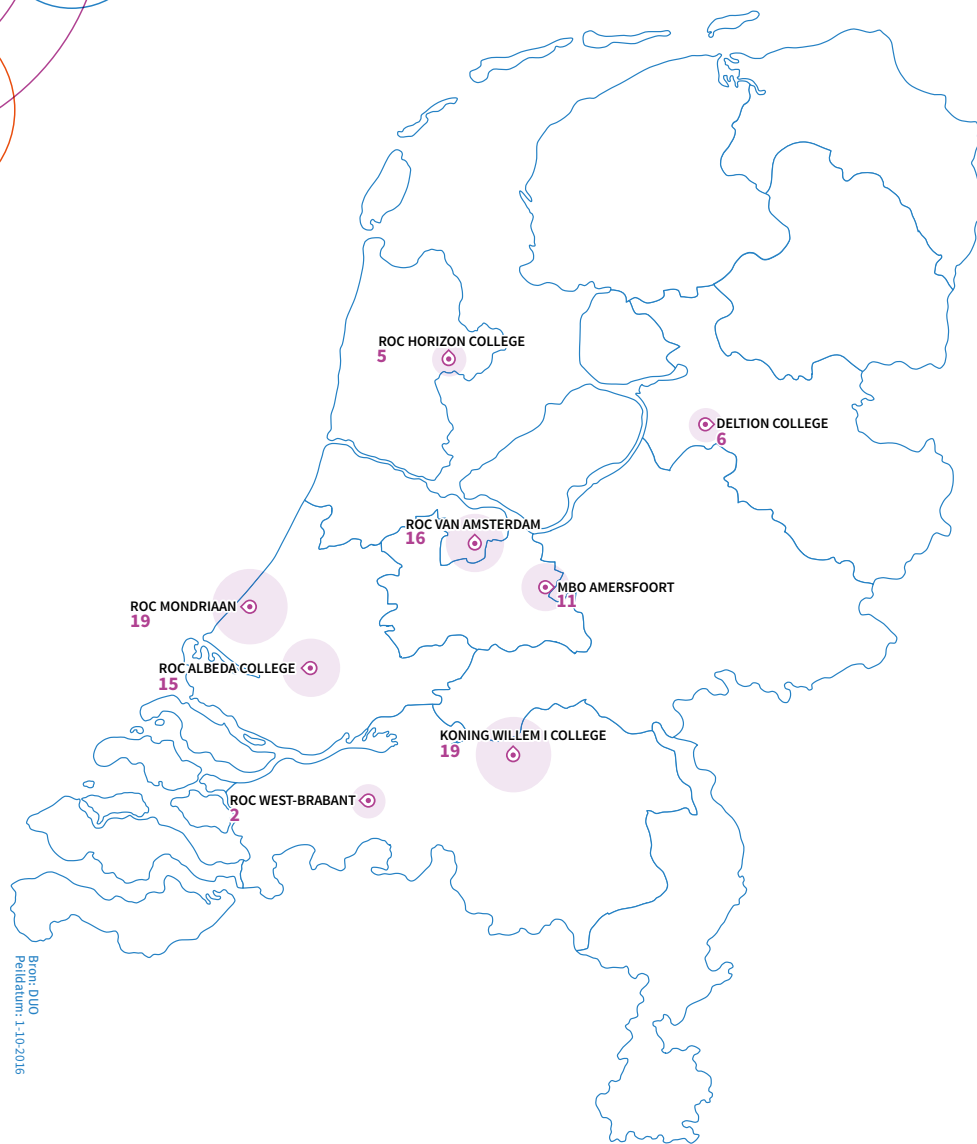 ROC HORIZON COLLEGE
5
DELTION COLLEGE
6
ROC VAN AMSTERDAM
16
MBO AMERSFOORT
11
ROC MONDRIAAN
19
ROC ALBEDA COLLEGE
15
KONING WILLEM I COLLEGE
19
ROC WEST-BRABANT
2
Bron: DUO
Peildatum: 1-10-2016